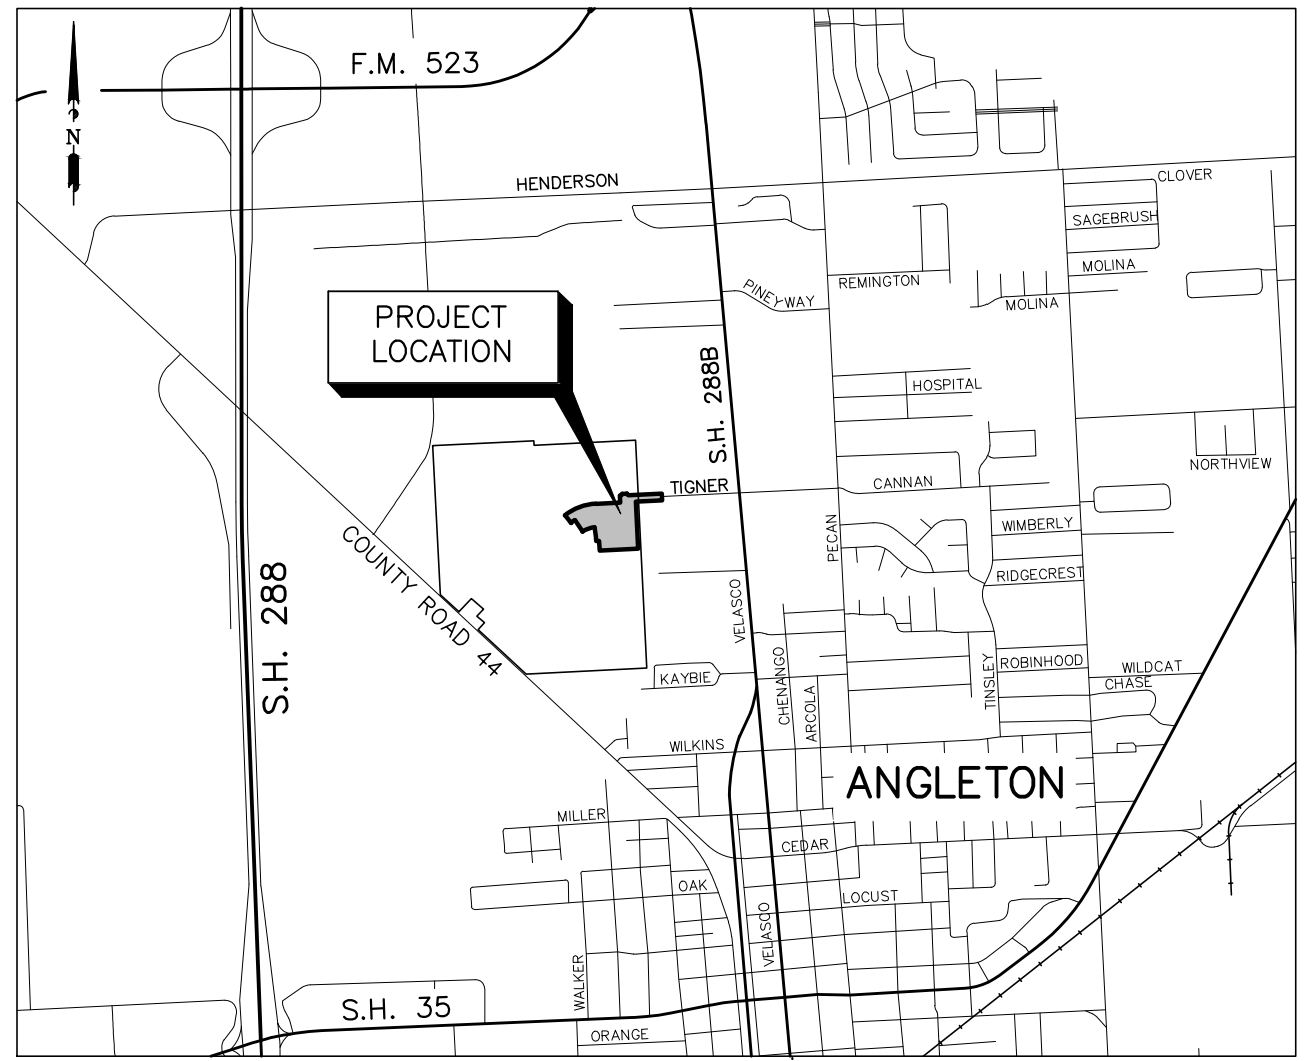 F.M. 523
N
HENDERSON
CLOVER
SAGEBRUSH
MOLINA
REMINGTON
MOLINA
PINEY WAY
PROJECT
LOCATION
S.H. 288B
HOSPITAL
NORTHVIEW
TIGNER
CANNAN
PECAN
WIMBERLY
RIDGECREST
COUNTY ROAD 44
S.H. 288
VELASCO
CHENANGO
ARCOLA
TINSLEY
ROBINHOOD
WILDCAT
CHASE
KAYBIE
WILKINS
ANGLETON
MILLER
CEDAR
OAK
LOCUST
VELASCO
WALKER
S.H. 35
ORANGE